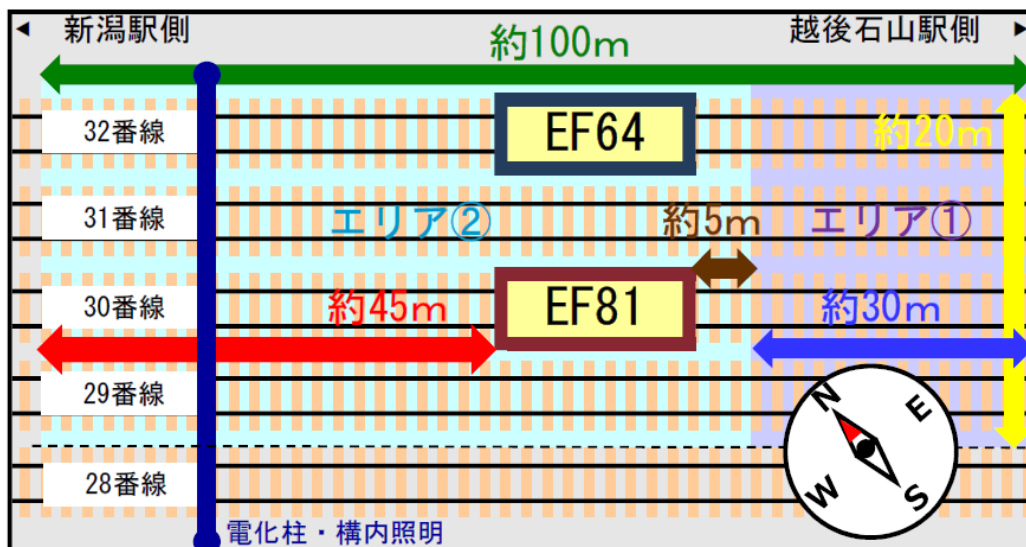 ◀ 新潟駅側
越後石山駅側 ▶
約100m
32番線
EF64
約20m
31番線
エリア②
約5m
エリア①
30番線
約45m
EF81
約30m
29番線
N
E
W
S
28番線
電化柱・構内照明